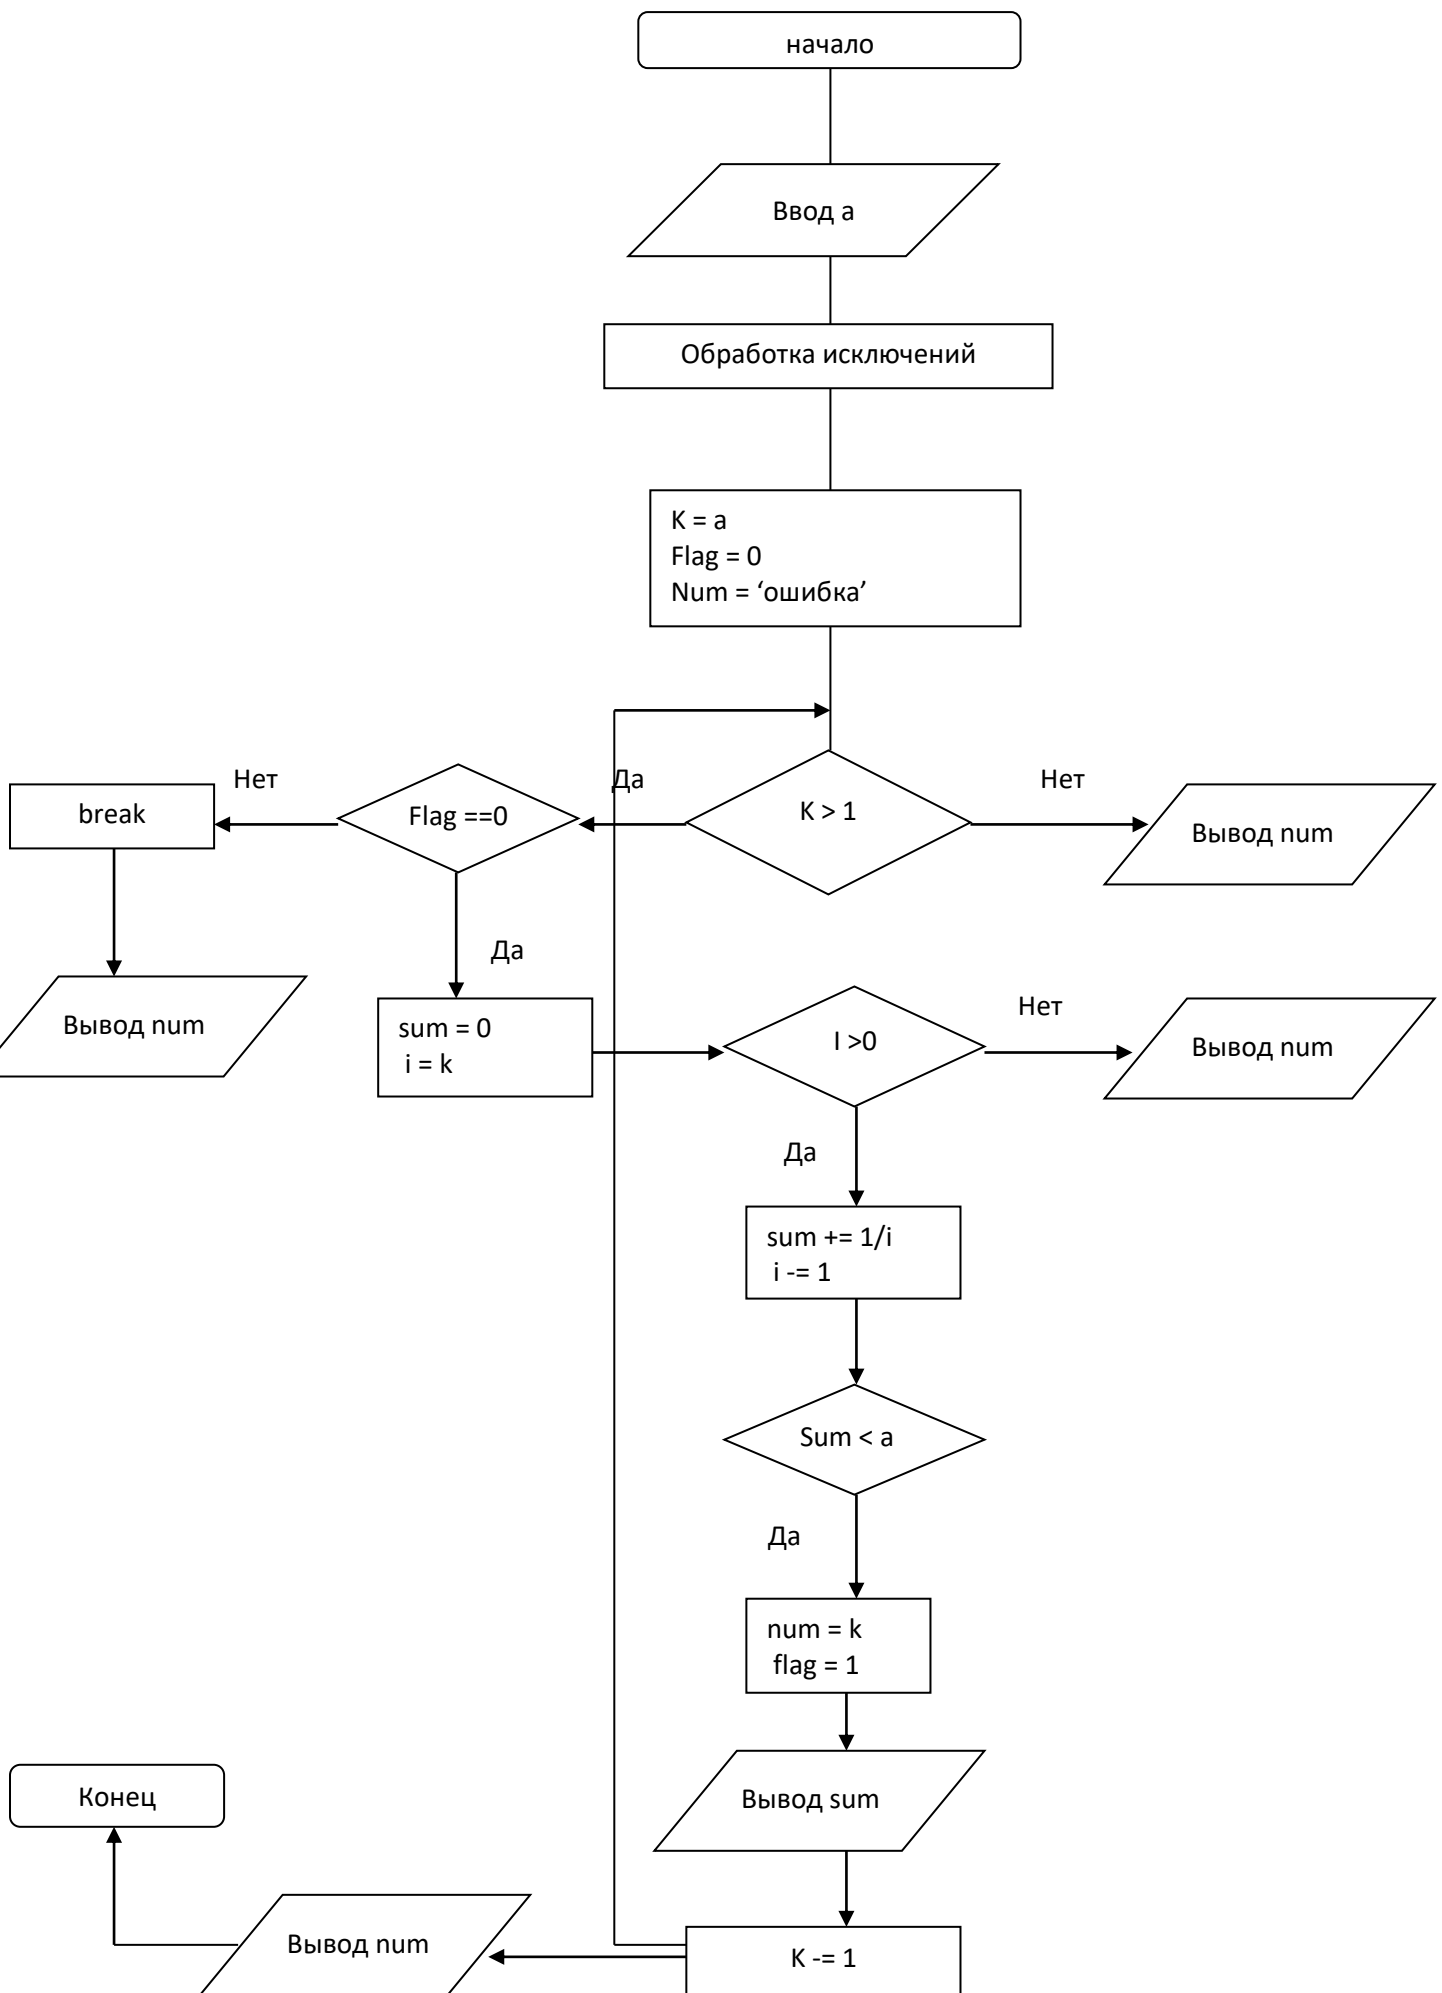 начало
Ввод а
Обработка исключений
K = a
Flag = 0
Num = ‘ошибка’
Нет
Да
Нет
break
Flag ==0
K > 1
Вывод num
Да
Нет
Вывод num
sum = 0
i = k
I >0
Вывод num
Да
sum += 1/i
i -= 1
Sum < a
Да
num = k
flag = 1
Конец
Вывод sum
Вывод num
K -= 1